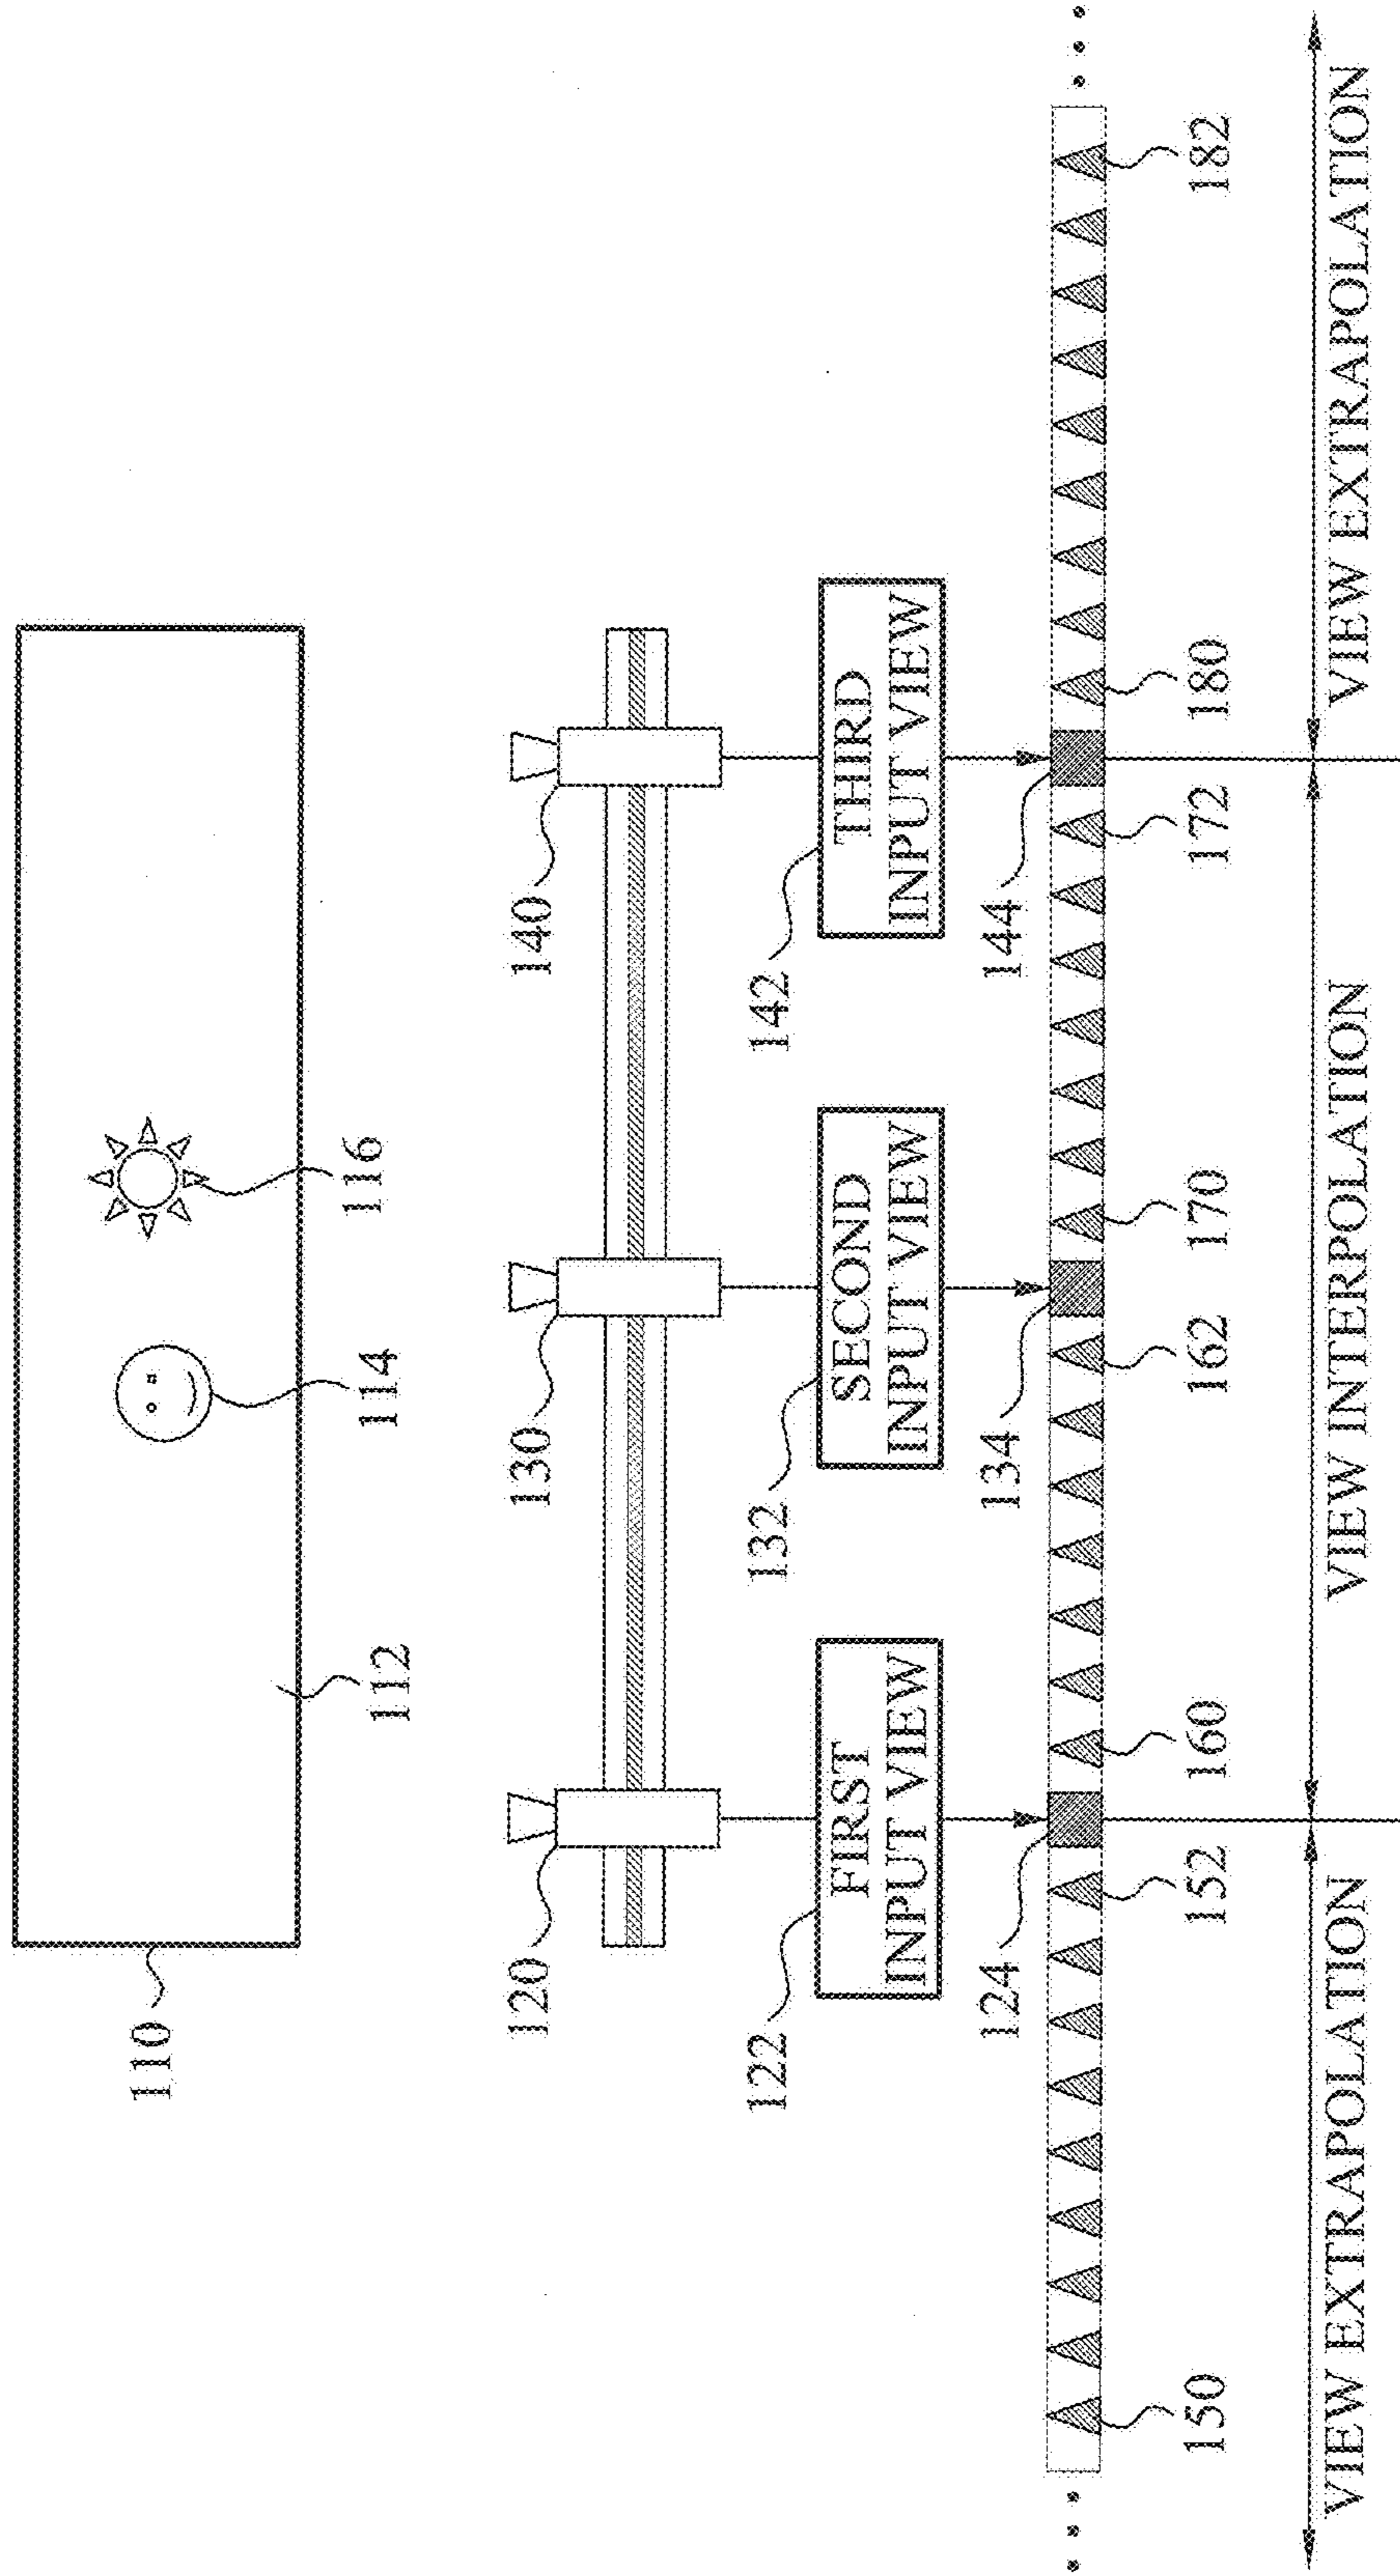 110
112
114
116
120
130
140
122
FIRST
INPUT VIEW
132
SECOND
INPUT VIEW
142
THIRD
INPUT VIEW
124
134
144
150
152
160
162
170
172
180
182
VIEW EXTRAPOLATION
VIEW INTERPOLATION
VIEW EXTRAPOLATION